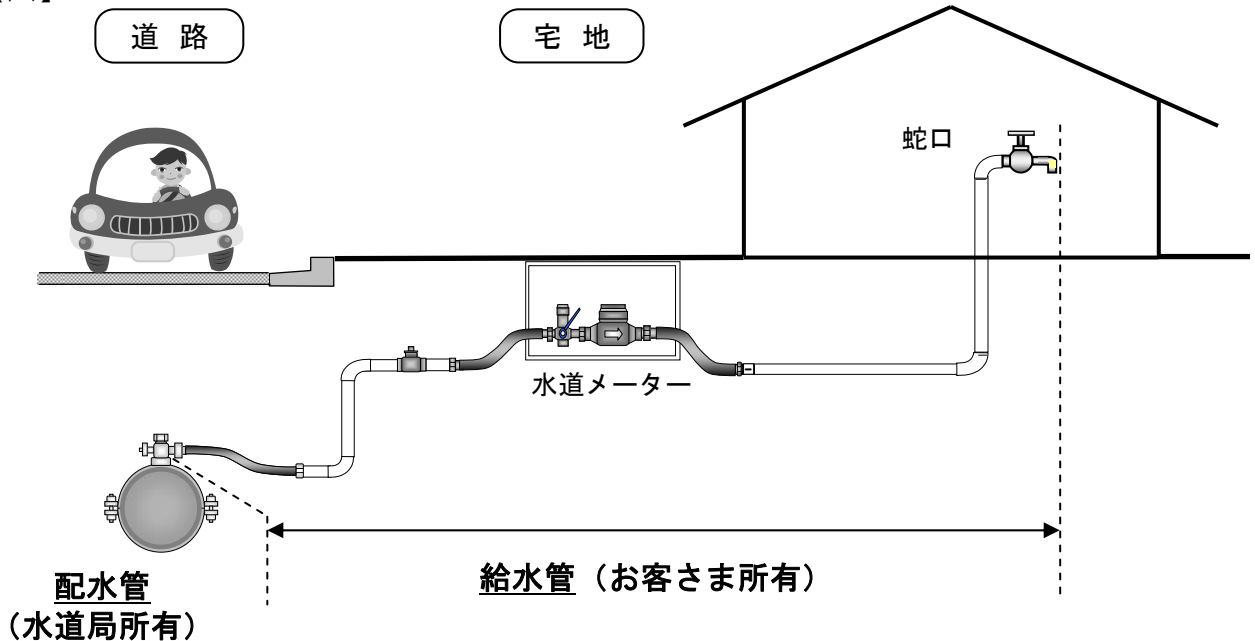 道 路
宅 地
蛇口
水道メーター
給水管（お客さま所有）
配水管
（水道局所有）